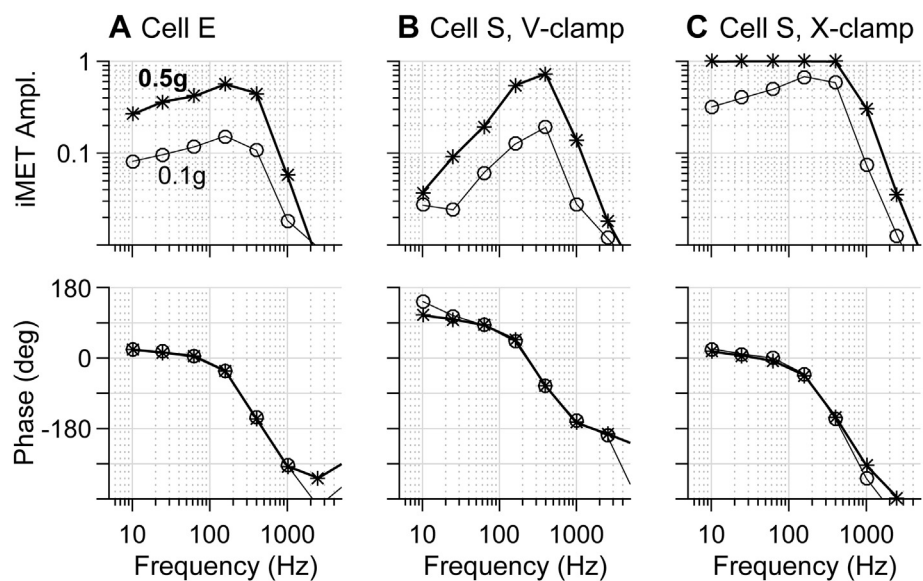 A Cell E
B Cell S, V-clamp
C Cell S, X-clamp
iMET Ampl.
1
0.1
0.5g
0.1g
Phase (deg)
180
0
-180
10 100 1000
10 100 1000
10 100 1000
Frequency (Hz)
Frequency (Hz)
Frequency (Hz)